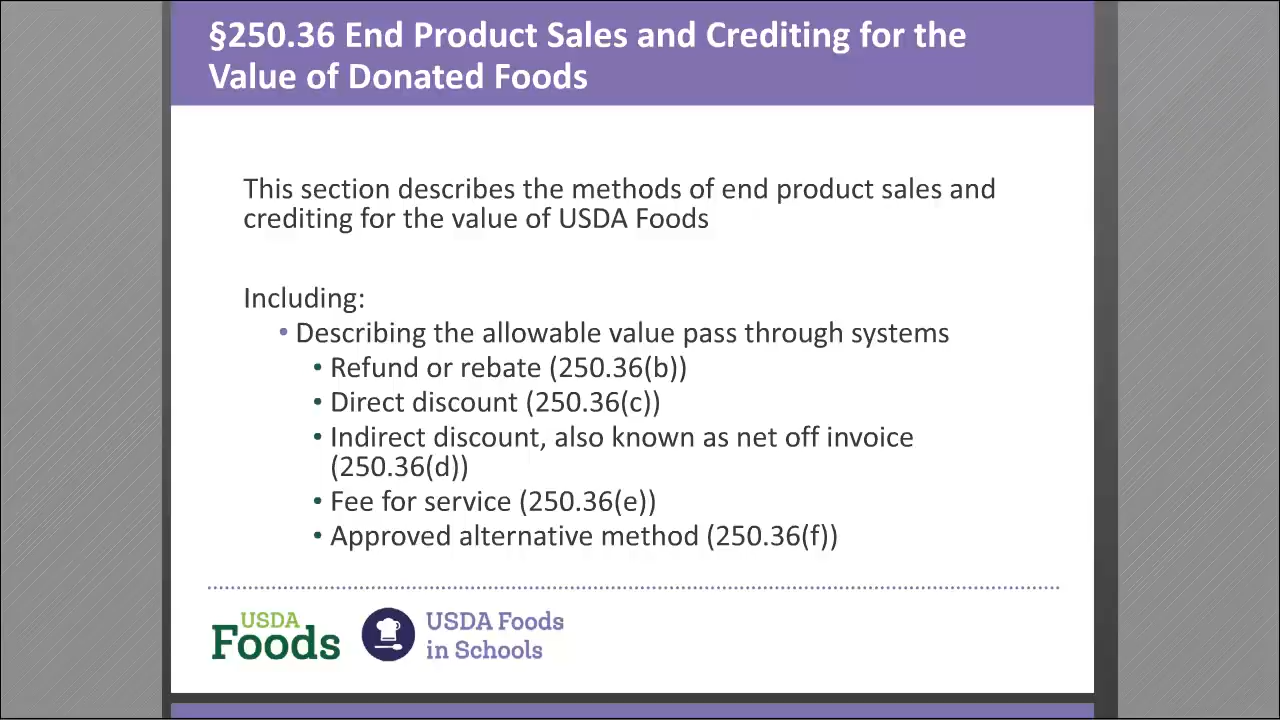 §250.36 End Product Sales and Crediting for the
Value of Donated Foods
This section describes the methods of end product sales and
crediting for the value of USDA Foods
Including:
• Describing the allowable value pass through systems
• Refund or rebate (250.36(b))
• Direct discount (250.36(c))
• Indirect discount, also known as net off invoice
(250.36(d))
• Fee for service (250.36(e))
• Approved alternative method (250.36(f))
USDA
Foods
USDA Foods
in Schools